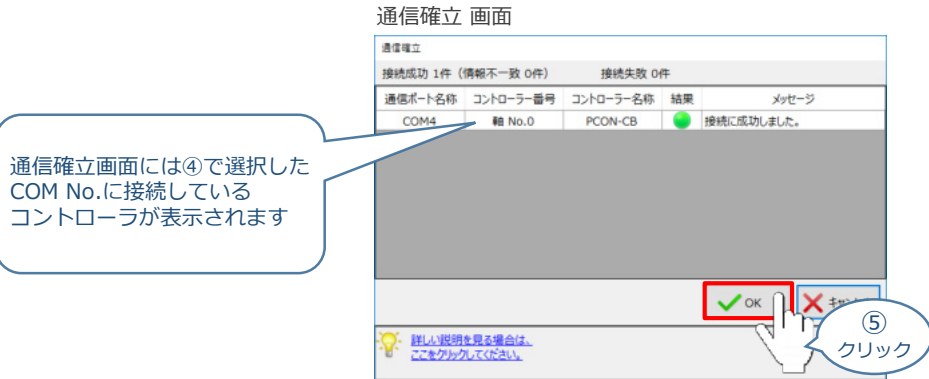 通信確立 画面
通信確立
接続成功 1件（情報不一致 0件） 接続失敗 0件
通信ポート名称 コントローラー番号 コントローラー名称 結果 メッセージ
COM4 軸 No.0 PCON-CB 接続に成功しました。
通信確立画面には④で選択した
COM No.に接続している
コントローラが表示されます
OK
⑤
クリック
詳しい説明を見る場合は、
ここをクリックしてください。